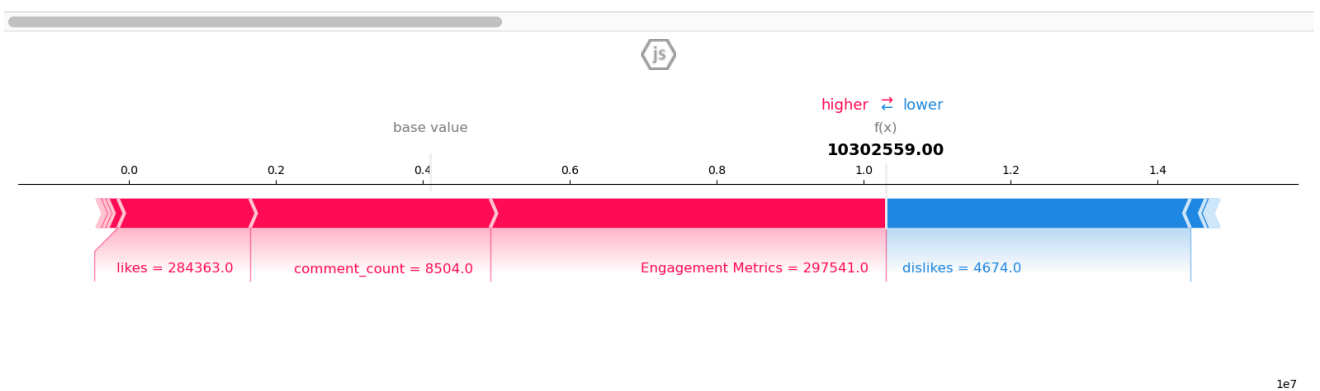 js
higher ⇄ lower
base value f(x)
10302559.00
0.0 0.2 0.4 0.6 0.8 1.0 1.2 1.4
likes = 284363.0 comment_count = 8504.0 Engagement Metrics = 297541.0 dislikes = 4674.0
1e7